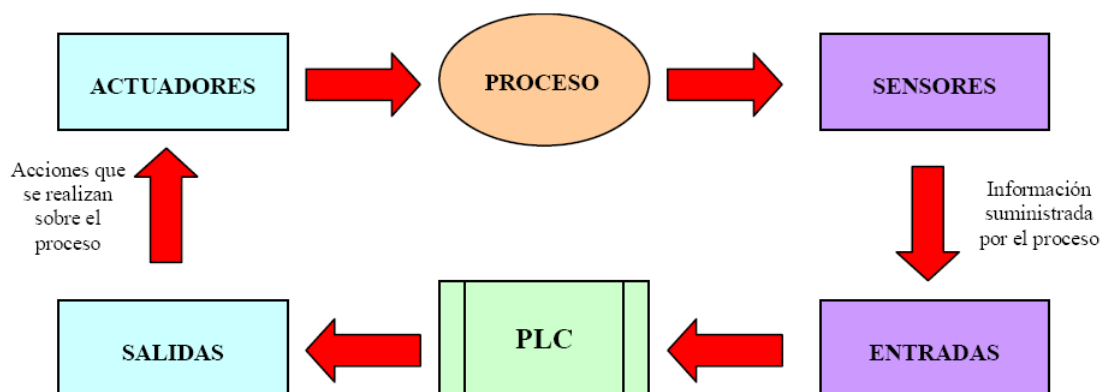 ACTUADORES
PROCESO
SENSORES
Acciones que
se realizan
sobre el
proceso
Información
suministrada
por el proceso
SALIDAS
PLC
ENTRADAS